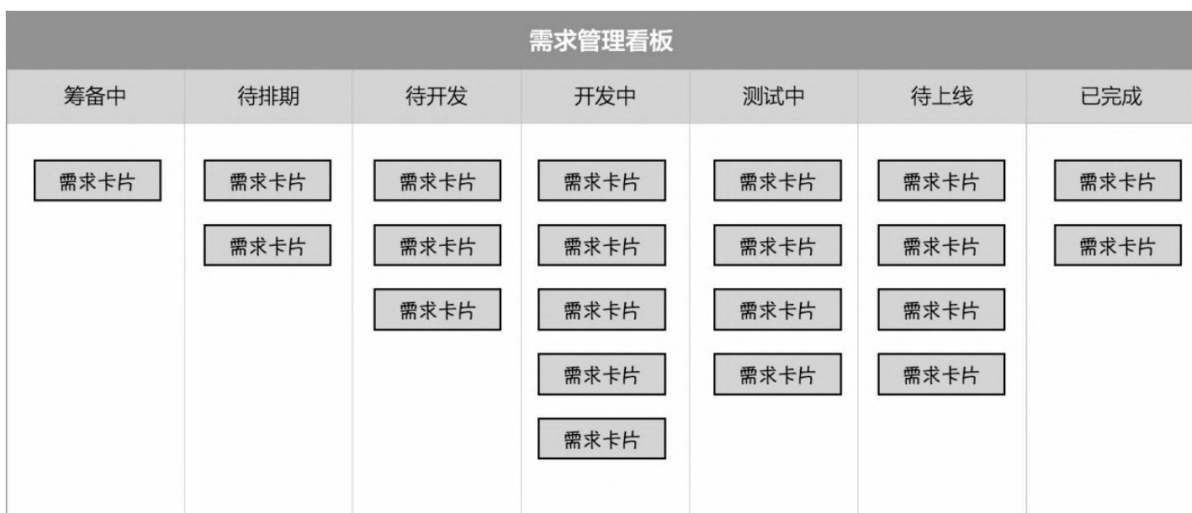 需求管理看板
筹备中 待排期 待开发 开发中 测试中 待上线 已完成
需求卡片 需求卡片 需求卡片 需求卡片 需求卡片 需求卡片 需求卡片
需求卡片 需求卡片 需求卡片 需求卡片 需求卡片 需求卡片
需求卡片 需求卡片 需求卡片 需求卡片
需求卡片 需求卡片 需求卡片
需求卡片